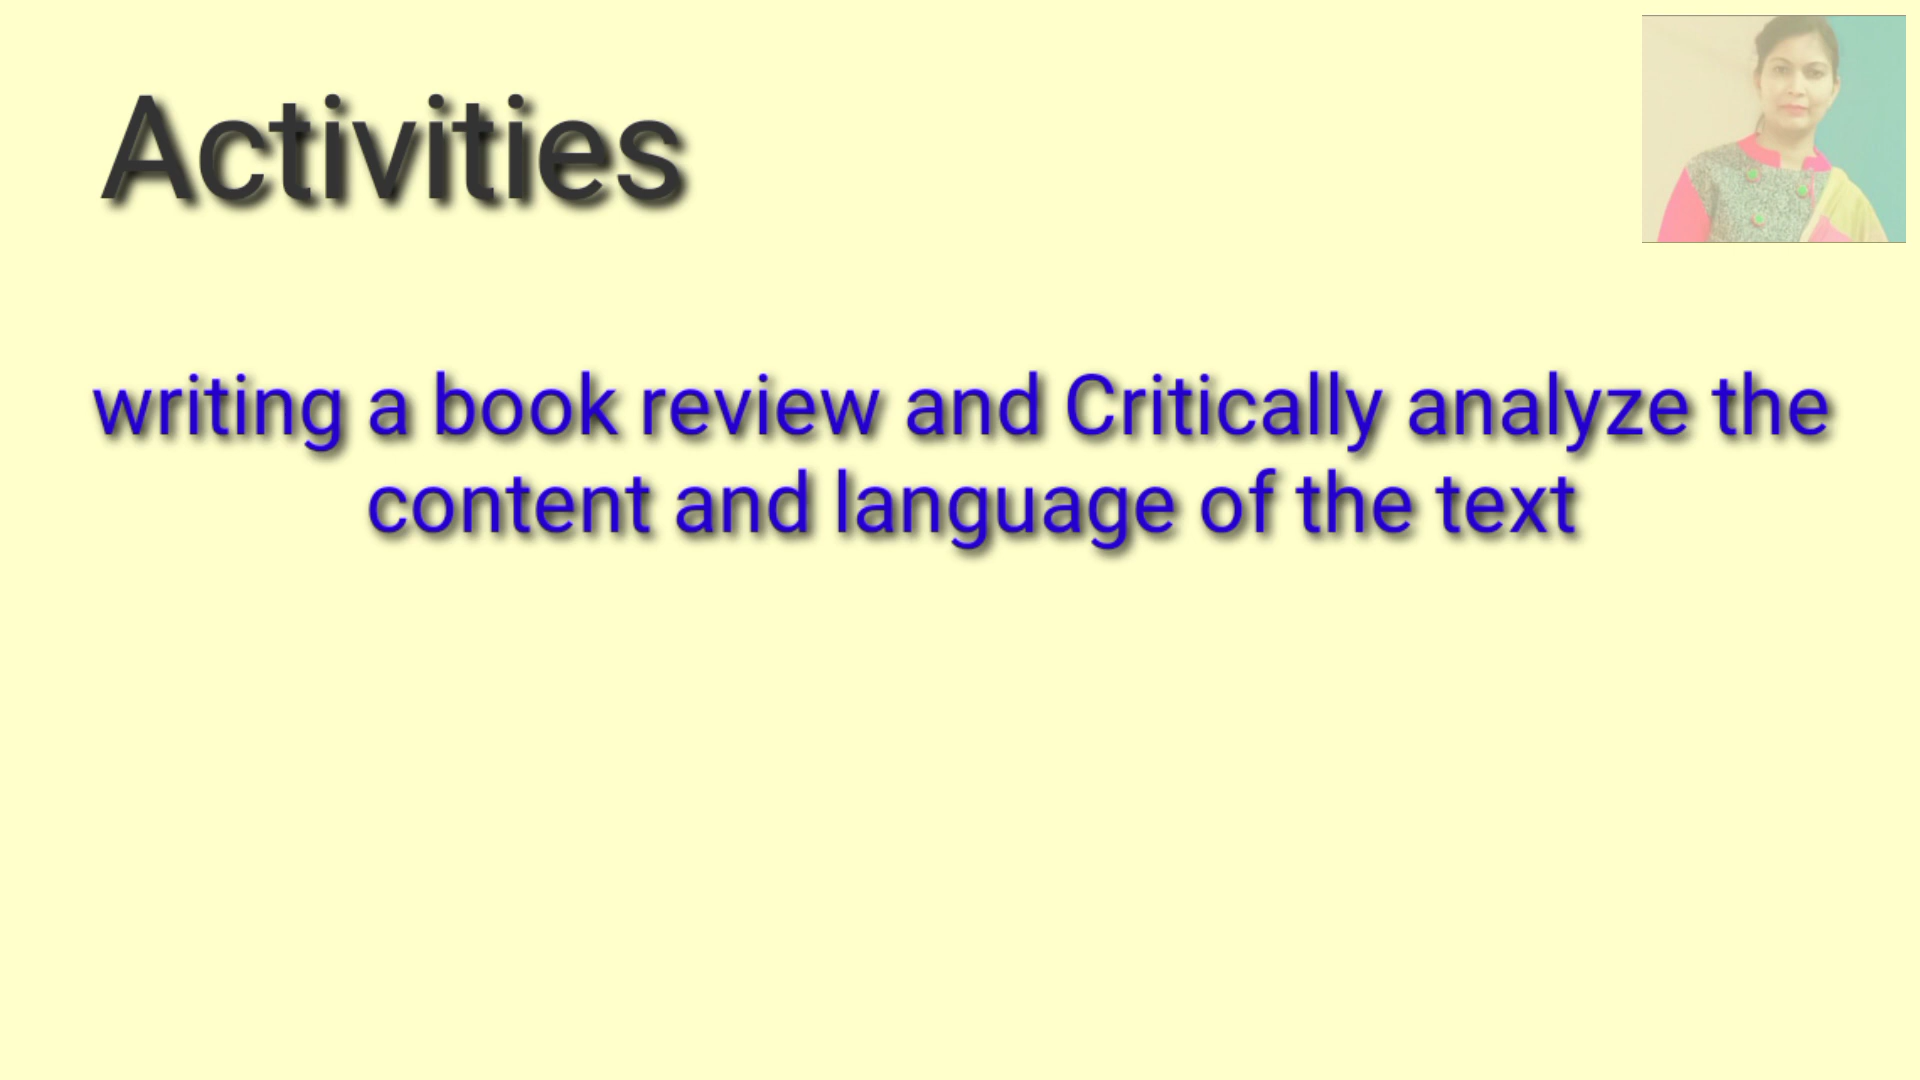 Activities
writing a book review and Critically analyze the
content and language of the text